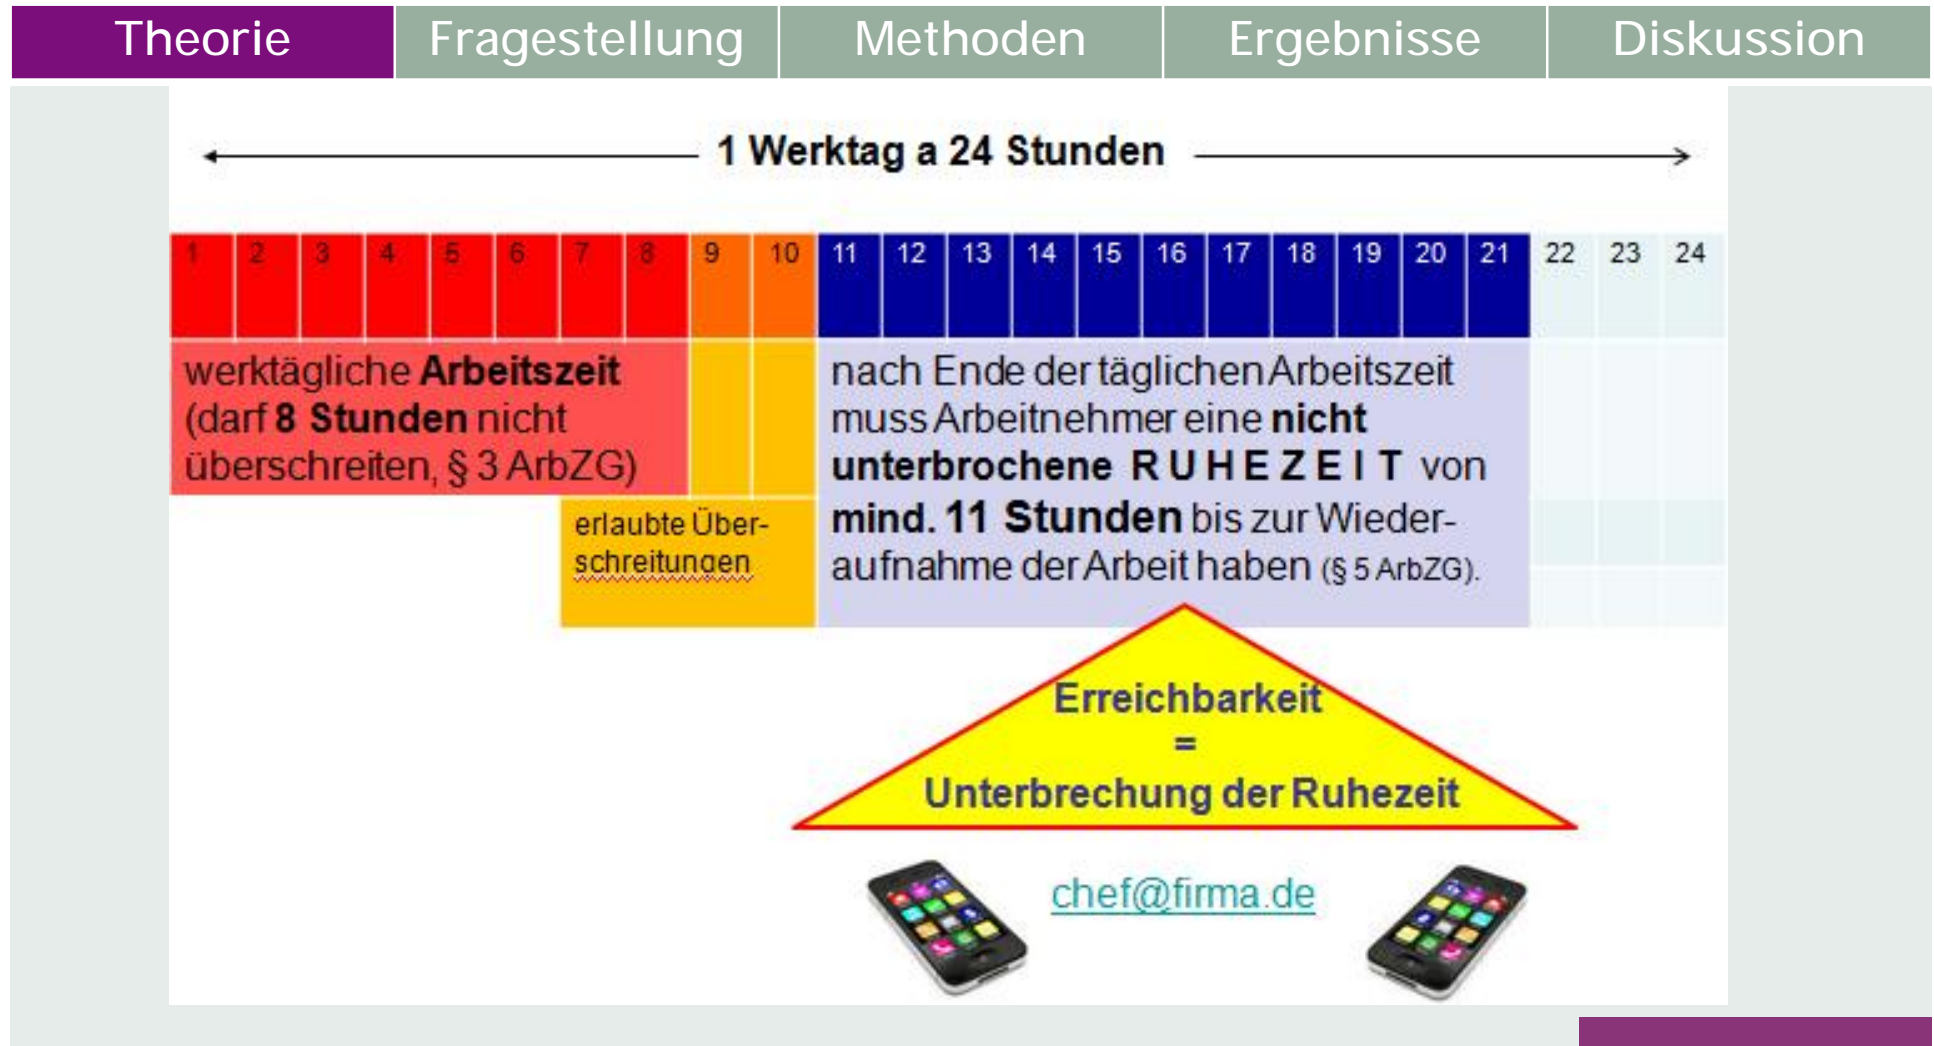 Theorie Fragestellung Methoden Ergebnisse Diskussion
1 Werktag a 24 Stunden
1 2 3 4 5 6 7 8 9 10 11 12 13 14 15 16 17 18 19 20 21 22 23 24
werktägliche Arbeitszeit
(darf 8 Stunden nicht
überschreiten, § 3 ArbZG)
erlaubte Über-
schreitungen
nach Ende der täglichen Arbeitszeit
muss Arbeitnehmer eine nicht
unterbrochene R U H E Z E I T von
mind. 11 Stunden bis zur Wieder-
aufnahme der Arbeit haben (§ 5 ArbZG).
Erreichbarkeit
=
Unterbrechung der Ruhezeit
chef@firma.de